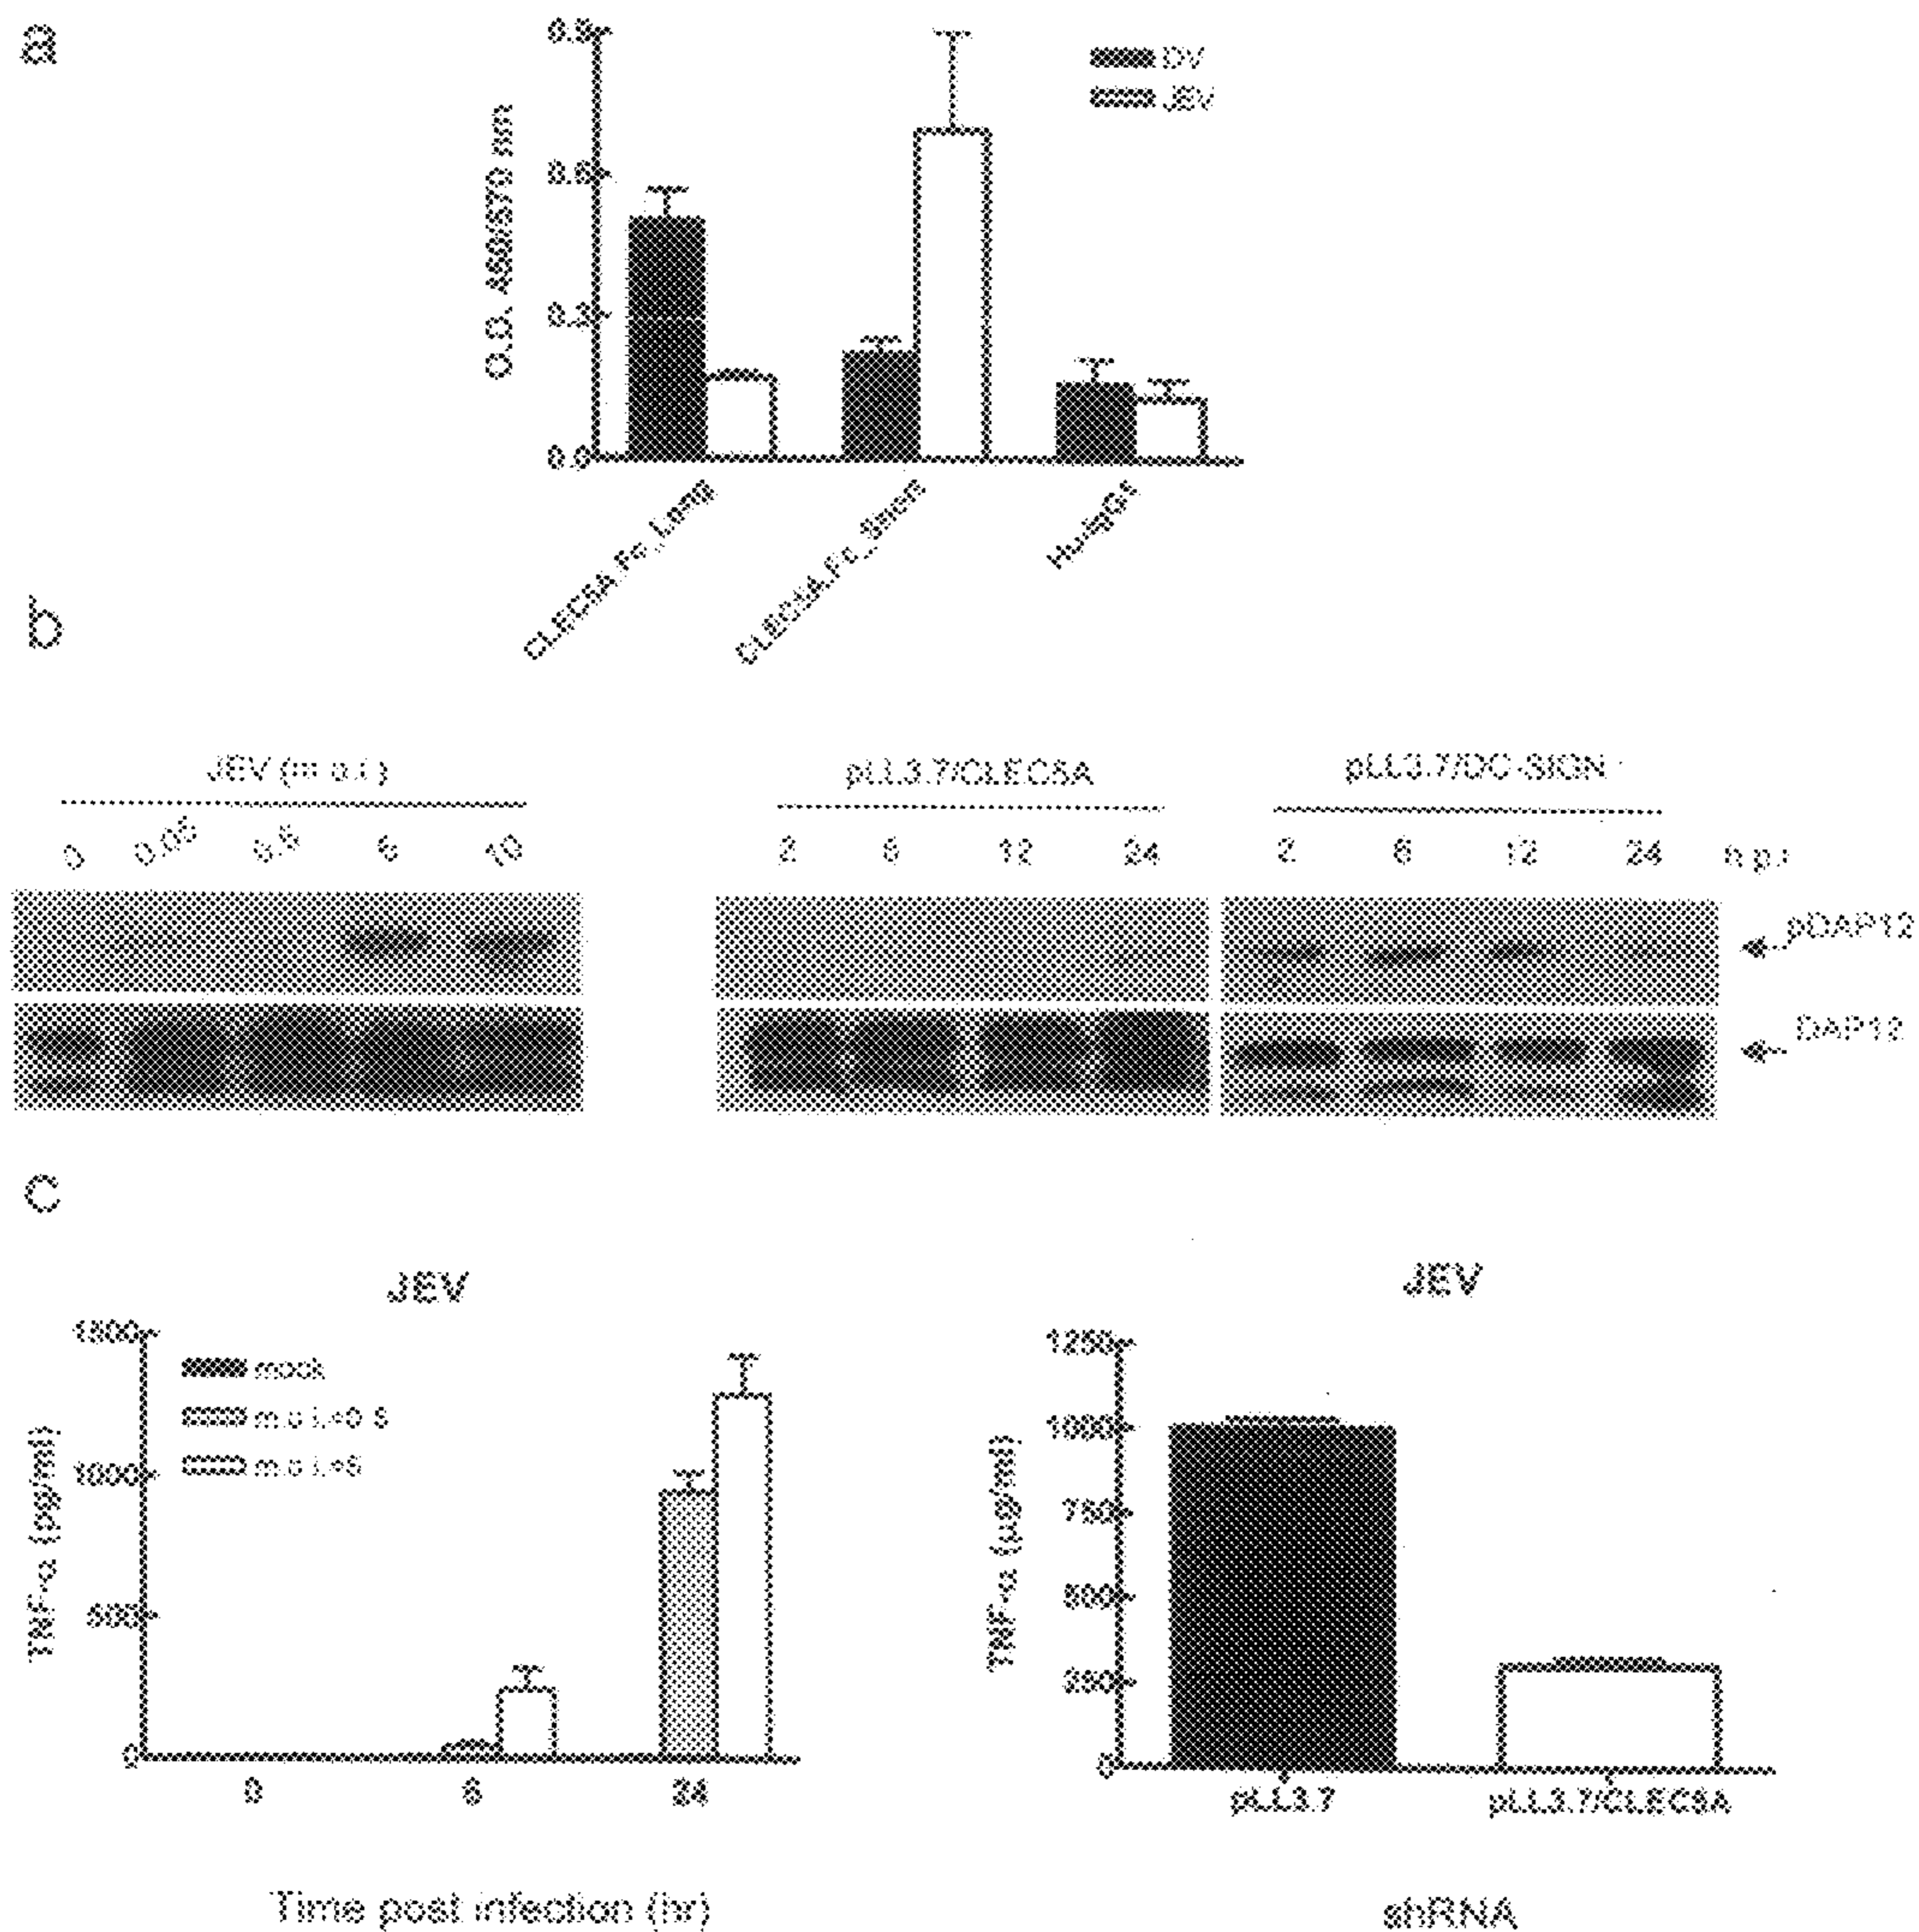 a
0.9
DV
JEV
0.6
O.D. 450/570 nm
0.3
0.0
CLEC5A.Fc_Long
CLEC5A.Fc_Short
Hu-IgG1
b
JEV (m.o.i.) pLL3.7/CLEC5A pLL3.7/DC-SIGN
0 0.05 0.5 5 10 2 6 12 24 2 6 12 24 h.p.i
pDAP12
DAP12
c
JEV
1500
mock
m.o.i.=0.5
m.o.i.=5
1000
TNF-α (pg/ml)
500
0
0 6 24
Time post infection (hr)
JEV
1250
1000
TNF-α (µg/ml)
750
500
250
0
pLL3.7 pLL3.7/CLEC5A
shRNA